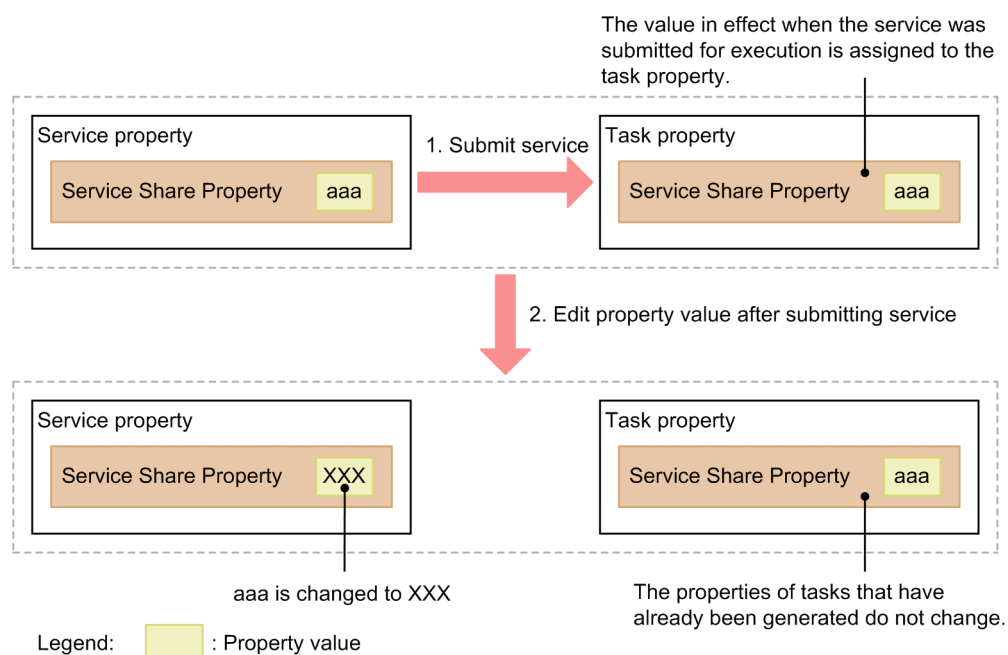 The value in effect when the service was
submitted for execution is assigned to the
task property.
Service property
Service Share Property aaa
1. Submit service
Task property
Service Share Property aaa
2. Edit property value after submitting service
Service property
Service Share Property XXX
Task property
Service Share Property aaa
aaa is changed to XXX
The properties of tasks that have
already been generated do not change.
Legend: : Property value